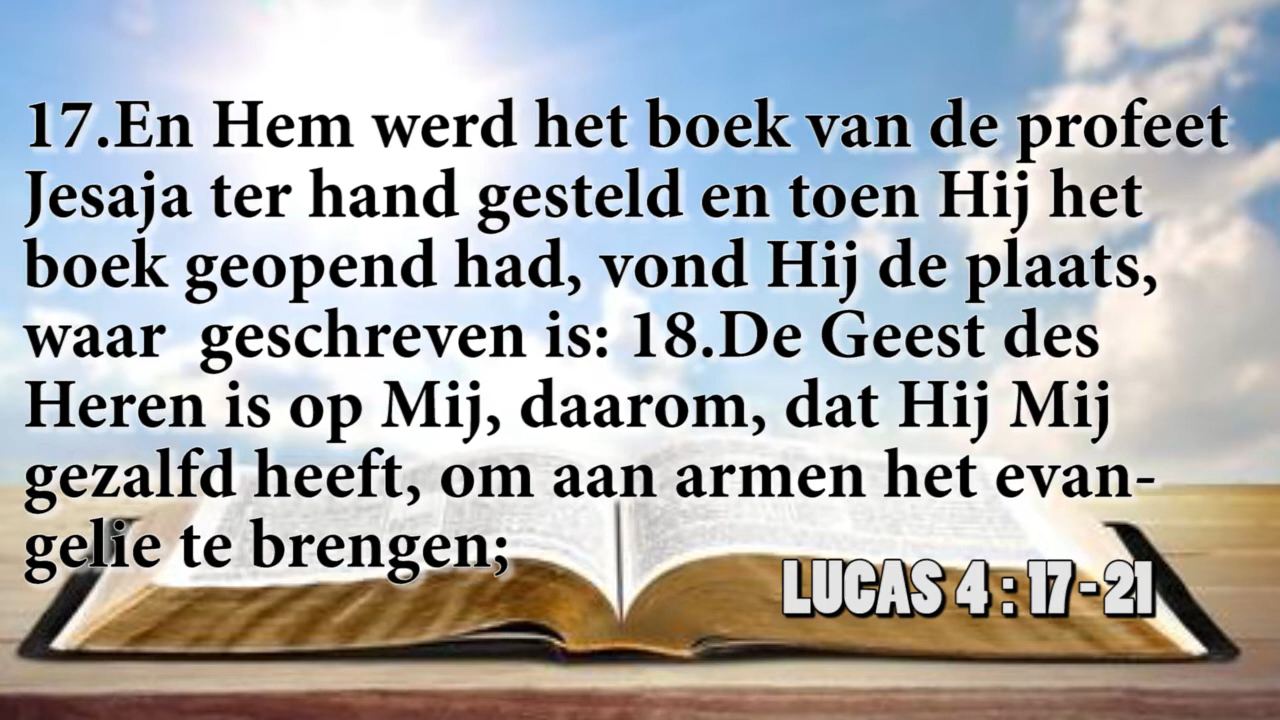 17.En Hem werd het boek van de profeet
Jesaja ter hand gesteld en toen Hij het
boek geopend had, vond Hij de plaats,
waar  geschreven is: 18.De Geest des
Heren is op Mij, daarom, dat Hij Mij
gezalfd heeft, om aan armen het evan-
gelie te brengen;
LUCAS 4 : 17-21